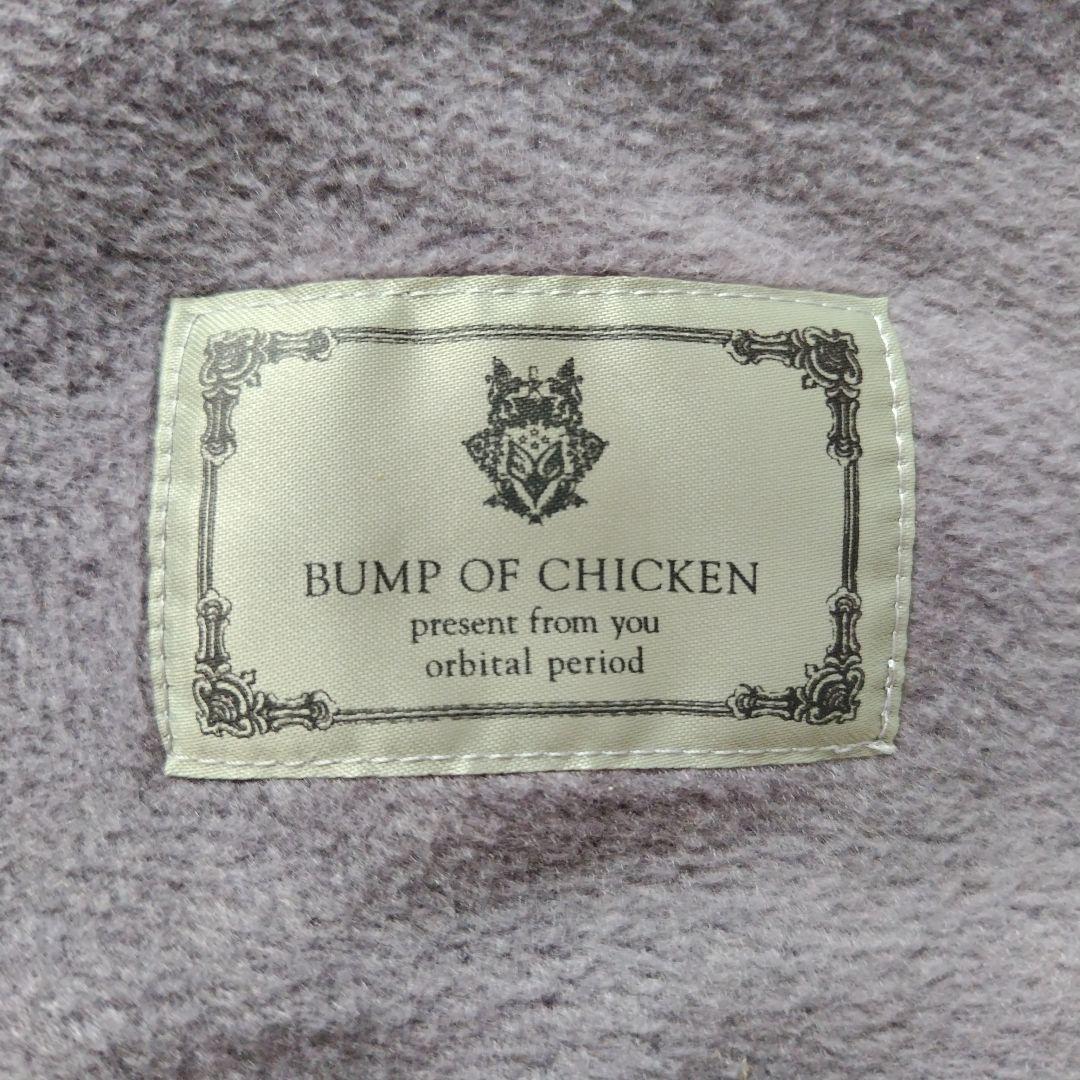 BUMP OF CHICKEN
present from you
orbital period